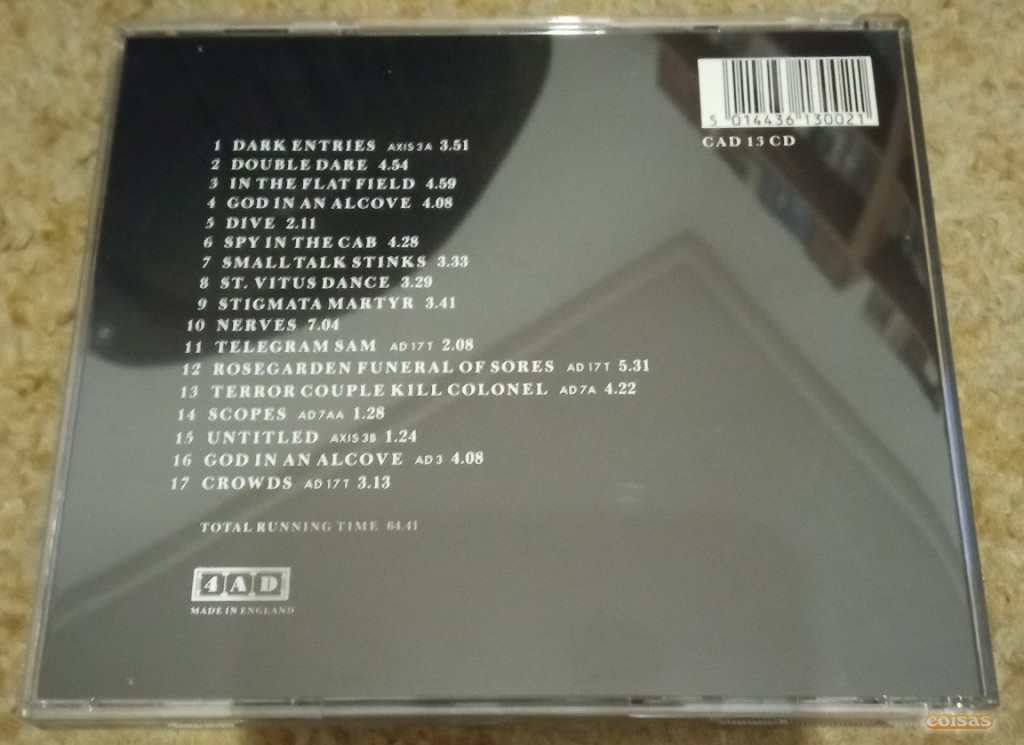 5 014436 130021
CAD 13 CD
1 DARK ENTRIES AXIS 3 A 3.51
2 DOUBLE DARE 4.54
3 IN THE FLAT FIELD 4.59
4 GOD IN AN ALCOVE 4.08
5 DIVE 2.11
6 SPY IN THE CAB 4.28
7 SMALL TALK STINKS 3.33
8 ST. VITUS DANCE 3.29
9 STIGMATA MARTYR 3.41
10 NERVES 7.04
11 TELEGRAM SAM AD 17 T 2.08
12 ROSEGARDEN FUNERAL OF SORES AD 17 T 5.31
13 TERROR COUPLE KILL COLONEL AD 7A 4.22
14 SCOPES AD 7AA 1.28
15 UNTITLED AXIS 3B 1.24
16 GOD IN AN ALCOVE AD 3 4.08
17 CROWDS AD 17 T 3.13
TOTAL RUNNING TIME 64.41
4AD
MADE IN ENGLAND
coisas